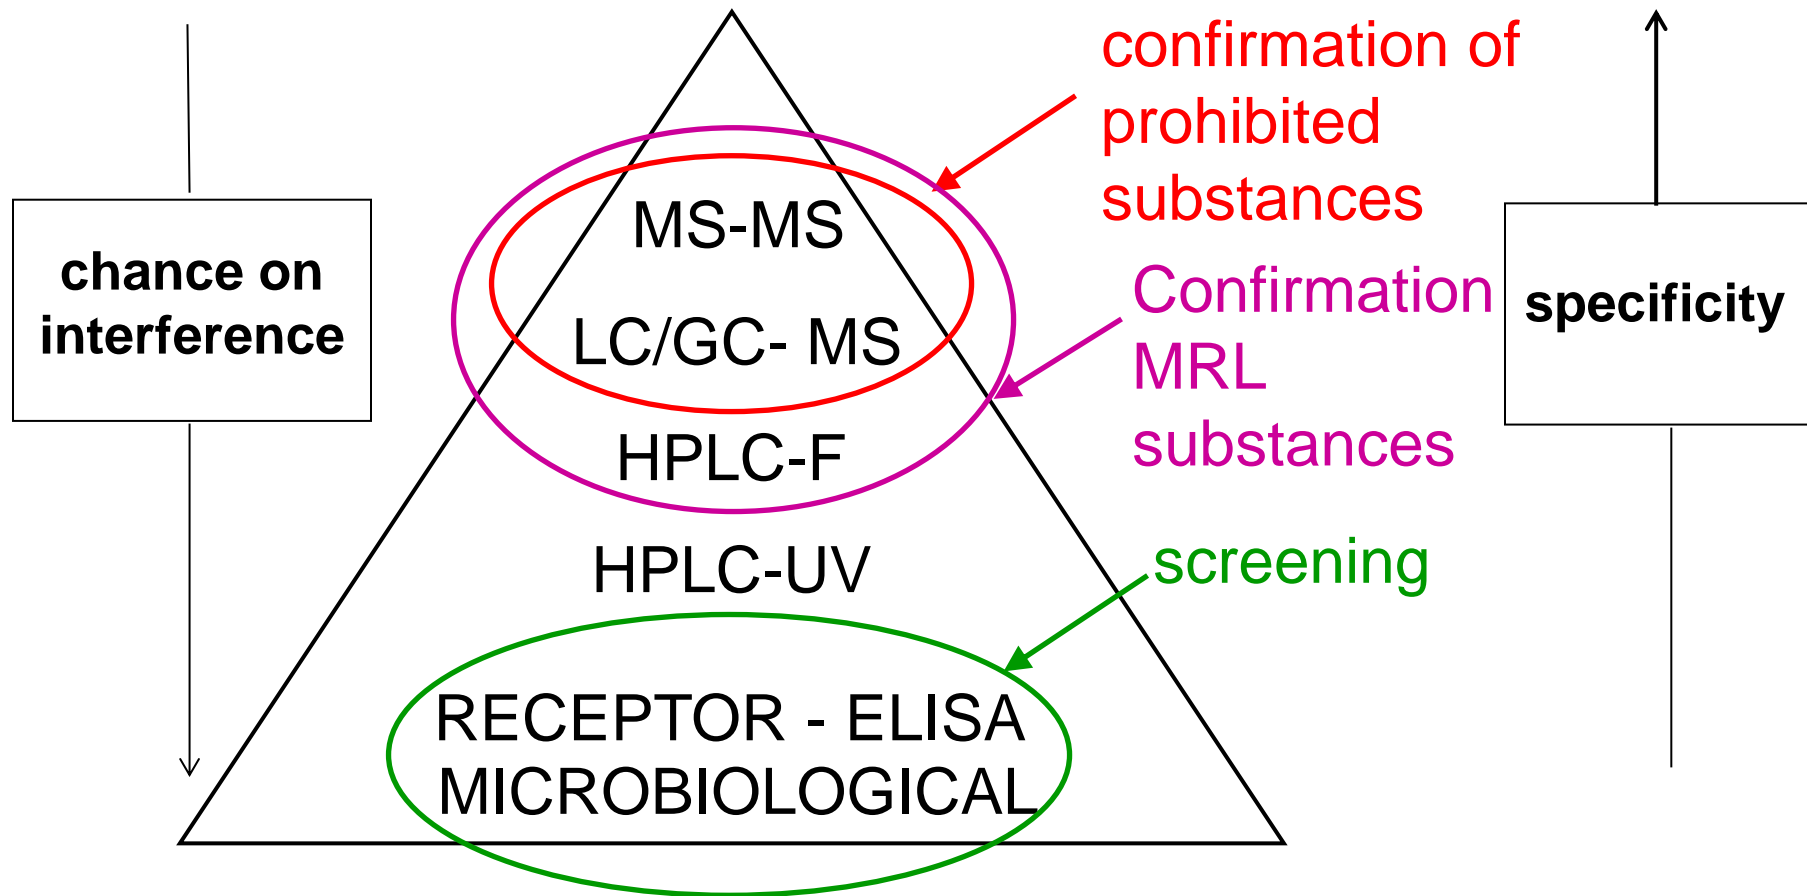 confirmation of
prohibited
substances
MS-MS
chance on
interference
Confirmation
MRL
substances
specificity
LC/GC- MS
HPLC-F
HPLC-UV
screening
RECEPTOR - ELISA
MICROBIOLOGICAL